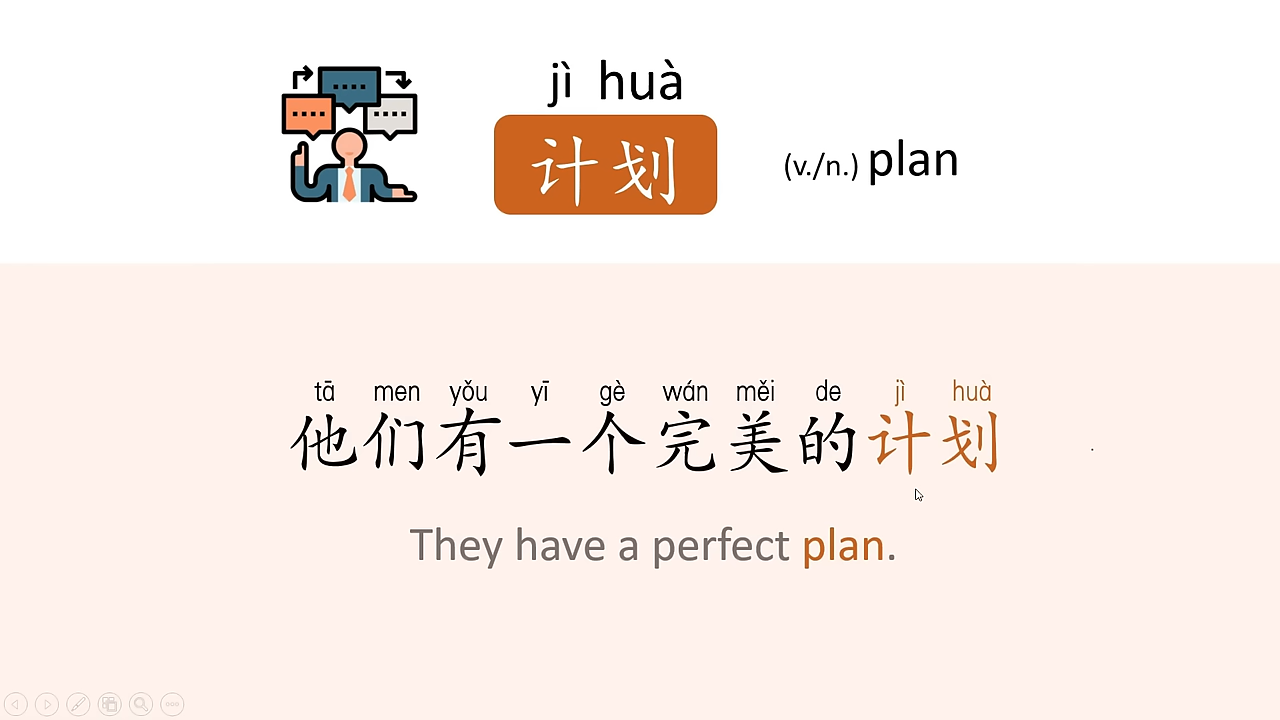 jì huà
计划
(v./n.) plan
tā men yǒu yī gè wán měi de jì huà
他们有一个完美的计划
They have a perfect plan.